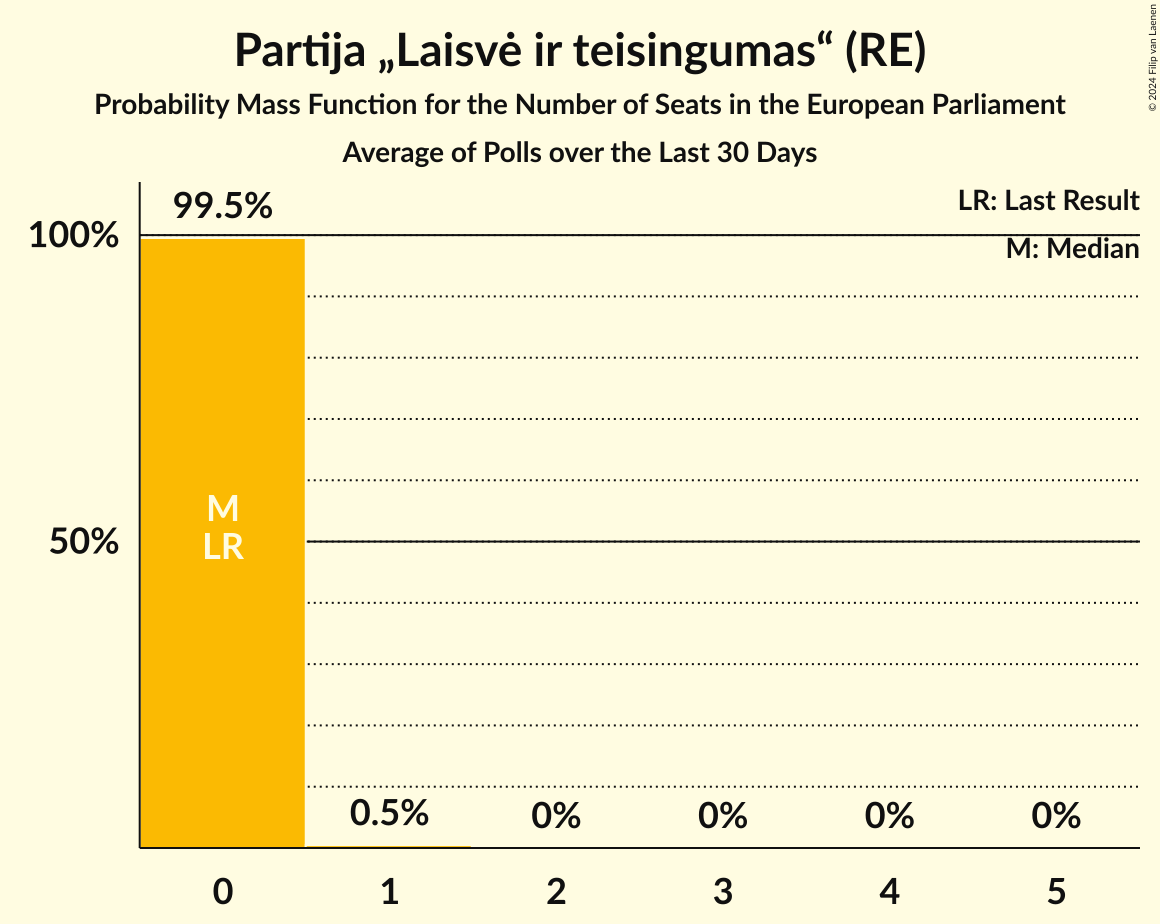 Partija „Laisvė ir teisingumas“ (RE)
Probability Mass Function for the Number of Seats in the European Parliament
Average of Polls over the Last 30 Days
© 2024 Filip van Laenen
LR: Last Result
M: Median
99.5%
100%
M
LR
50%
0.5%
0%
0%
0%
0%
0
1
2
3
4
5